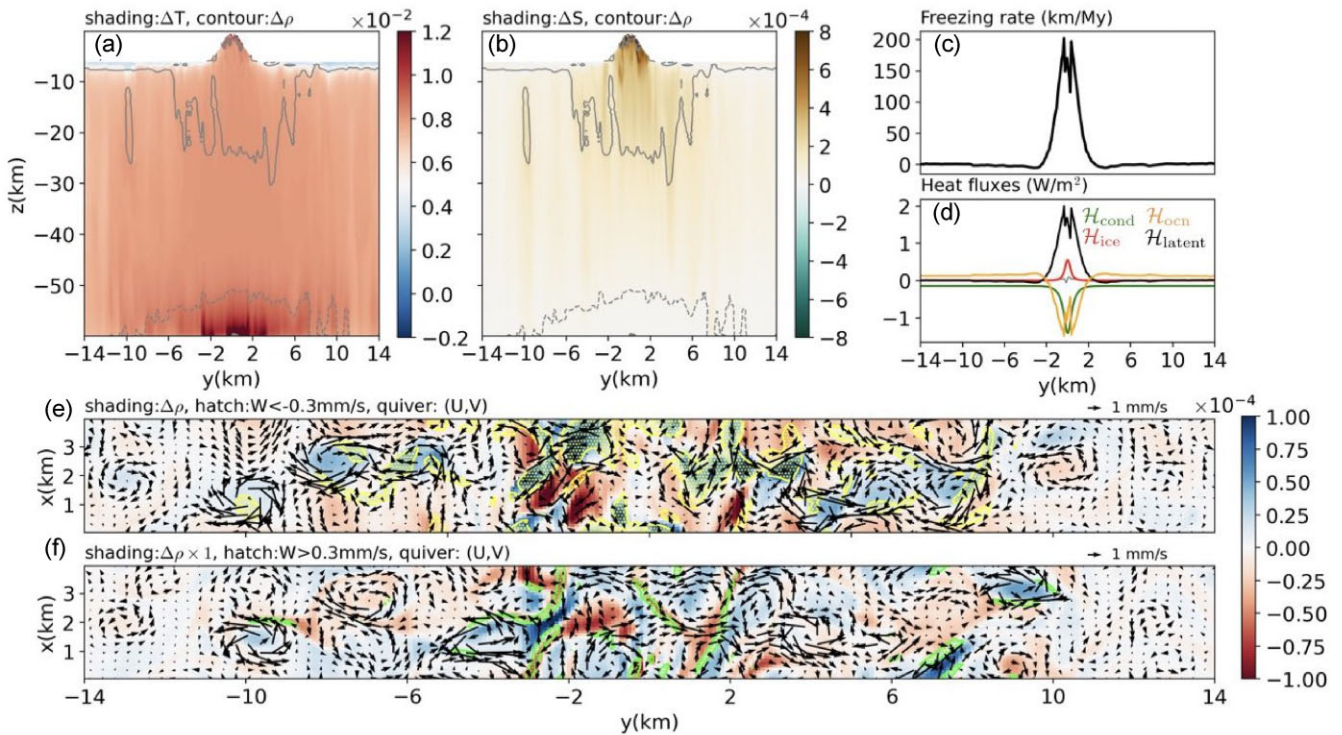 shading:ΔT, contour:Δρ
×10⁻²
shading:ΔS, contour:Δρ
×10⁻⁴
Freezing rate (km/My)
(a)
(b)
(c)
1.2
1.0
0.8
0.6
0.4
0.2
0.0
−0.2
8
6
4
2
0
−2
−4
−6
−8
200
150
100
50
0
z(km)
−10
−20
−30
−40
−50
−14 −10 −6 −2 2 6 10 14
y(km)
−14 −10 −6 −2 2 6 10 14
y(km)
Heat fluxes (W/m²)
(d)
ℋcond ℋocn
ℋice ℋlatent
2
1
0
−1
−14 −10 −6 −2 2 6 10 14
y(km)
(e)
shading:Δρ, hatch:W<-0.3mm/s, quiver: (U,V)
1 mm/s
×10⁻⁴
x(km)
3
2
1
(f)
shading:Δρ × 1, hatch:W>0.3mm/s, quiver: (U,V)
1 mm/s
x(km)
3
2
1
−14 −10 −6 −2 2 6 10 14
y(km)
1.00
0.75
0.50
0.25
0.00
−0.25
−0.50
−0.75
−1.00